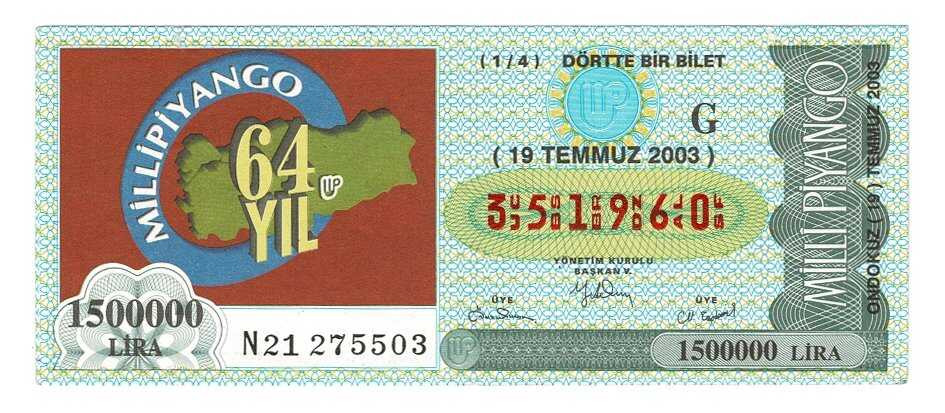 MİLLİPİYANGO
64
YIL
1500000
LİRA
N21 275503
(1/4) DÖRTTE BİR BİLET
G
( 19 TEMMUZ 2003 )
351960
YÖNETİM KURULU
BAŞKAN V.
ÜYE
ÜYE
1500000 LİRA
MİLLİ PİYANGO
ONDOKUZ ( 19 ) TEMMUZ 2003